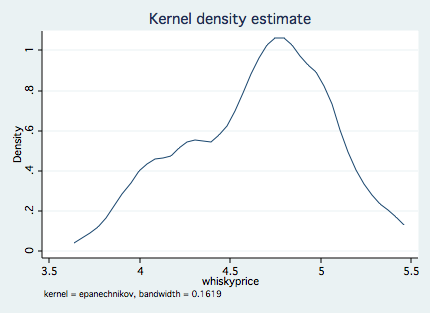 Kernel density estimate
Density
1
.8
.6
.4
.2
0
3.5 4 4.5 5 5.5
whiskyprice
kernel = epanechnikov, bandwidth = 0.1619